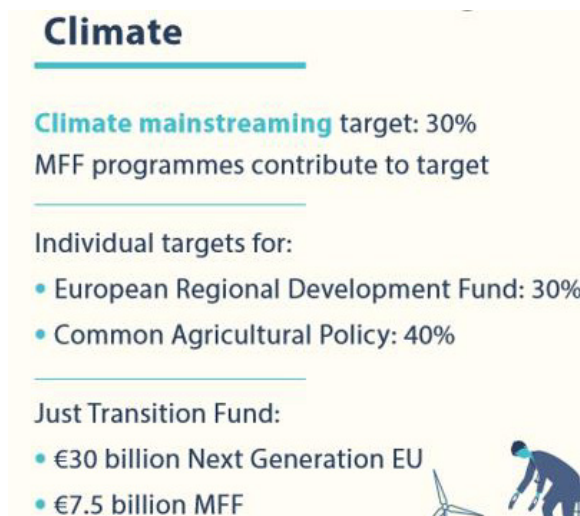 Climate
Climate mainstreaming target: 30%
MFF programmes contribute to target
Individual targets for:
• European Regional Development Fund: 30%
• Common Agricultural Policy: 40%
Just Transition Fund:
• €30 billion Next Generation EU
• €7.5 billion MFF